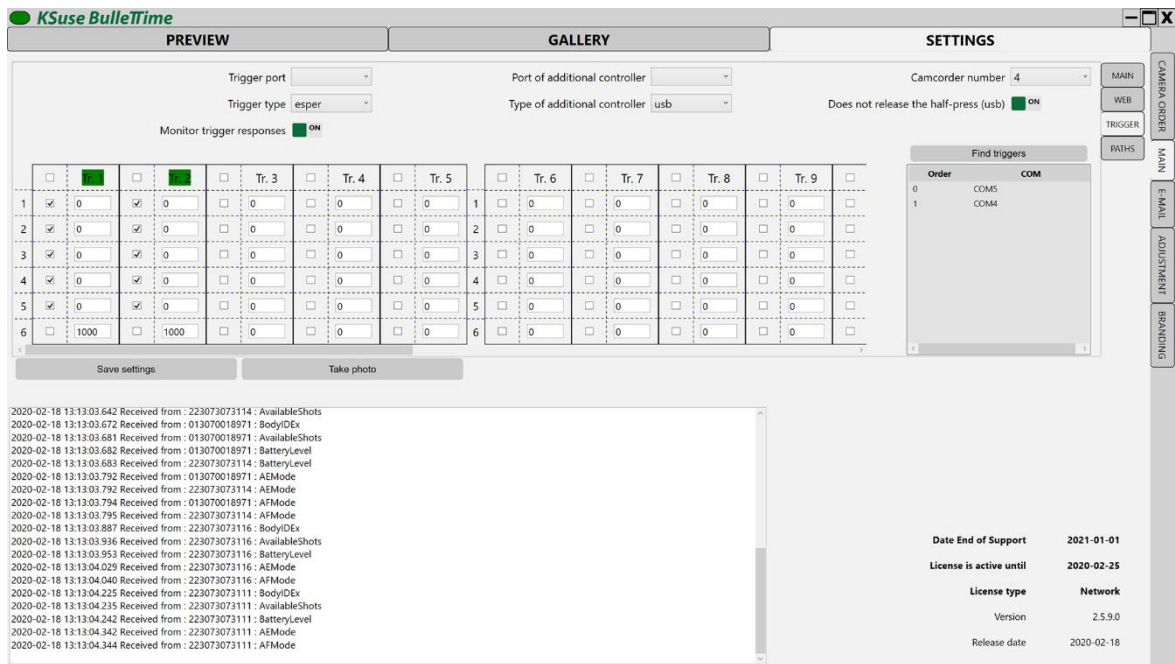 KSuse BulleTTime
PREVIEW GALLERY SETTINGS
Trigger port Port of additional controller Camcorder number 4
Trigger type esper Type of additional controller usb Does not release the half-press (usb) ON
Monitor trigger responses ON
MAIN
WEB
TRIGGER
PATHS
CAMERA ORDER
MAIN
E-MAIL
ADJUSTMENT
BRANDING
Find triggers
Order COM
0 COM5
1 COM4
Tr. 1 Tr. 2 Tr. 3 Tr. 4 Tr. 5 Tr. 6 Tr. 7 Tr. 8 Tr. 9
1 0 0 0 0 0 1 0 0 0 0
2 0 0 0 0 0 2 0 0 0 0
3 0 0 0 0 0 3 0 0 0 0
4 0 0 0 0 0 4 0 0 0 0
5 0 0 0 0 0 5 0 0 0 0
6 1000 1000 0 0 0 6 0 0 0 0
Save settings Take photo
2020-02-18 13:13:03.642 Received from : 223073073114 : AvailableShots
2020-02-18 13:13:03.672 Received from : 013070018971 : BodyIDEx
2020-02-18 13:13:03.681 Received from : 013070018971 : AvailableShots
2020-02-18 13:13:03.682 Received from : 013070018971 : BatteryLevel
2020-02-18 13:13:03.683 Received from : 223073073114 : BatteryLevel
2020-02-18 13:13:03.792 Received from : 013070018971 : AEMode
2020-02-18 13:13:03.792 Received from : 223073073114 : AEMode
2020-02-18 13:13:03.794 Received from : 013070018971 : AFMode
2020-02-18 13:13:03.795 Received from : 223073073114 : AFMode
2020-02-18 13:13:03.887 Received from : 223073073116 : BodyIDEx
2020-02-18 13:13:03.936 Received from : 223073073116 : AvailableShots
2020-02-18 13:13:03.953 Received from : 223073073116 : BatteryLevel
2020-02-18 13:13:04.029 Received from : 223073073116 : AEMode
2020-02-18 13:13:04.040 Received from : 223073073116 : AFMode
2020-02-18 13:13:04.225 Received from : 223073073111 : BodyIDEx
2020-02-18 13:13:04.235 Received from : 223073073111 : AvailableShots
2020-02-18 13:13:04.242 Received from : 223073073111 : BatteryLevel
2020-02-18 13:13:04.342 Received from : 223073073111 : AEMode
2020-02-18 13:13:04.344 Received from : 223073073111 : AFMode
Date End of Support 2021-01-01
License is active until 2020-02-25
License type Network
Version 2.5.9.0
Release date 2020-02-18